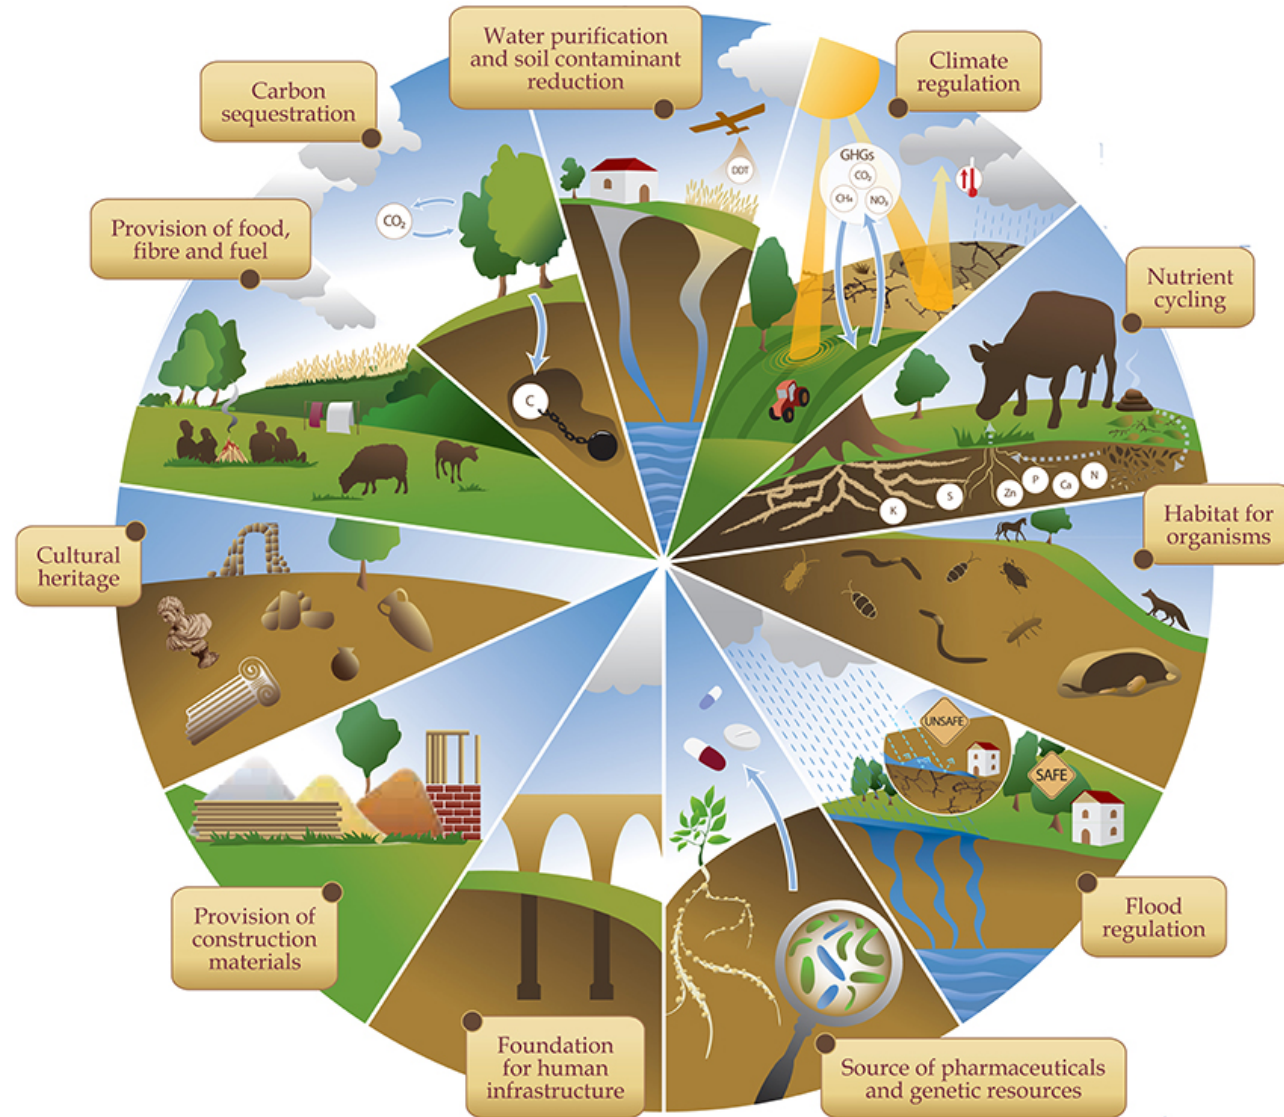 Water purification
and soil contaminant
reduction
Climate
regulation
Carbon
sequestration
Provision of food,
fibre and fuel
Nutrient
cycling
Habitat for
organisms
Cultural
heritage
Provision of
construction
materials
Foundation
for human
infrastructure
Source of pharmaceuticals
and genetic resources
Flood
regulation
CO₂
C
DDT
GHGs
CO₂
CH₄
NO₃
K
S
Zn
P
Ca
N
UNSAFE
SAFE